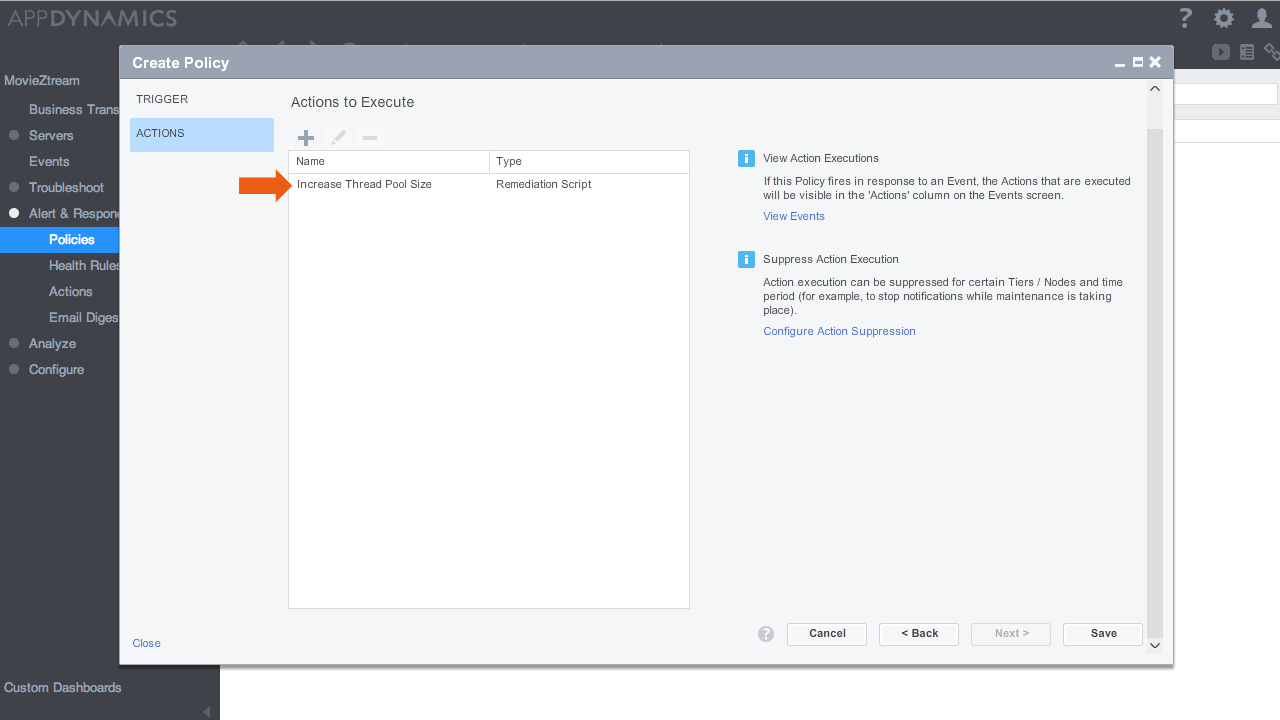 APPDYNAMICS
?
Create Policy
MovieZtream
Business Trans
Servers
Events
Troubleshoot
Alert & Respon
Policies
Health Rules
Actions
Email Diges
Analyze
Configure
Custom Dashboards
TRIGGER
ACTIONS
Actions to Execute
Name Type
Increase Thread Pool Size Remediation Script
i View Action Executions
If this Policy fires in response to an Event, the Actions that are executed
will be visible in the 'Actions' column on the Events screen.
View Events
i Suppress Action Execution
Action execution can be suppressed for certain Tiers / Nodes and time
period (for example, to stop notifications while maintenance is taking
place).
Configure Action Suppression
Close
? Cancel < Back Next > Save